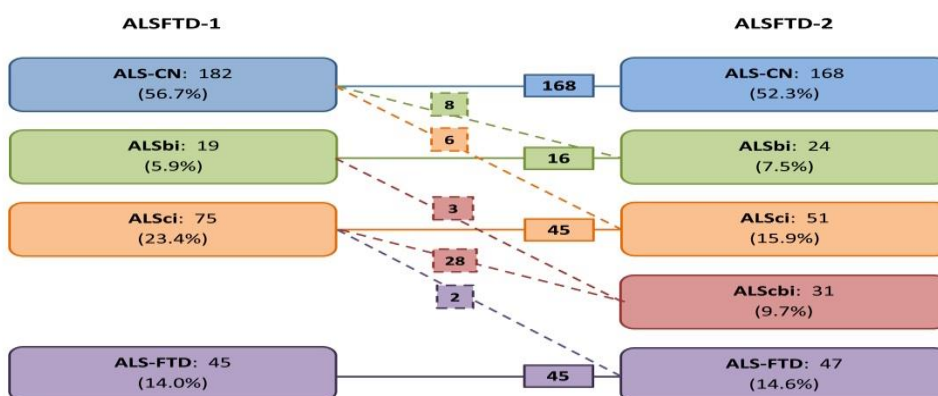 ALSFTD-1
ALSFTD-2
ALS-CN: 182
(56.7%)
168
ALS-CN: 168
(52.3%)
8
6
ALSbi: 19
(5.9%)
16
ALSbi: 24
(7.5%)
3
ALSci: 75
(23.4%)
45
ALSci: 51
(15.9%)
28
2
ALScbi: 31
(9.7%)
ALS-FTD: 45
(14.0%)
45
ALS-FTD: 47
(14.6%)